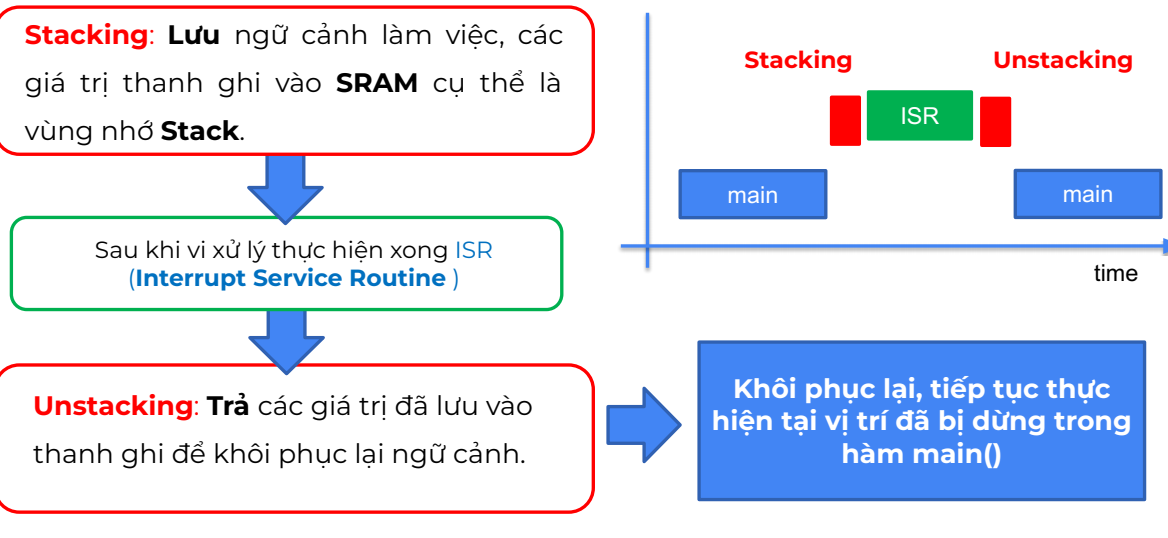 Stacking: Lưu ngữ cảnh làm việc, các
giá trị thanh ghi vào SRAM cụ thể là
vùng nhớ Stack.
Sau khi vi xử lý thực hiện xong ISR
(Interrupt Service Routine )
Unstacking: Trả các giá trị đã lưu vào
thanh ghi để khôi phục lại ngữ cảnh.
Stacking
Unstacking
ISR
main
main
time
Khôi phục lại, tiếp tục thực
hiện tại vị trí đã bị dừng trong
hàm main()